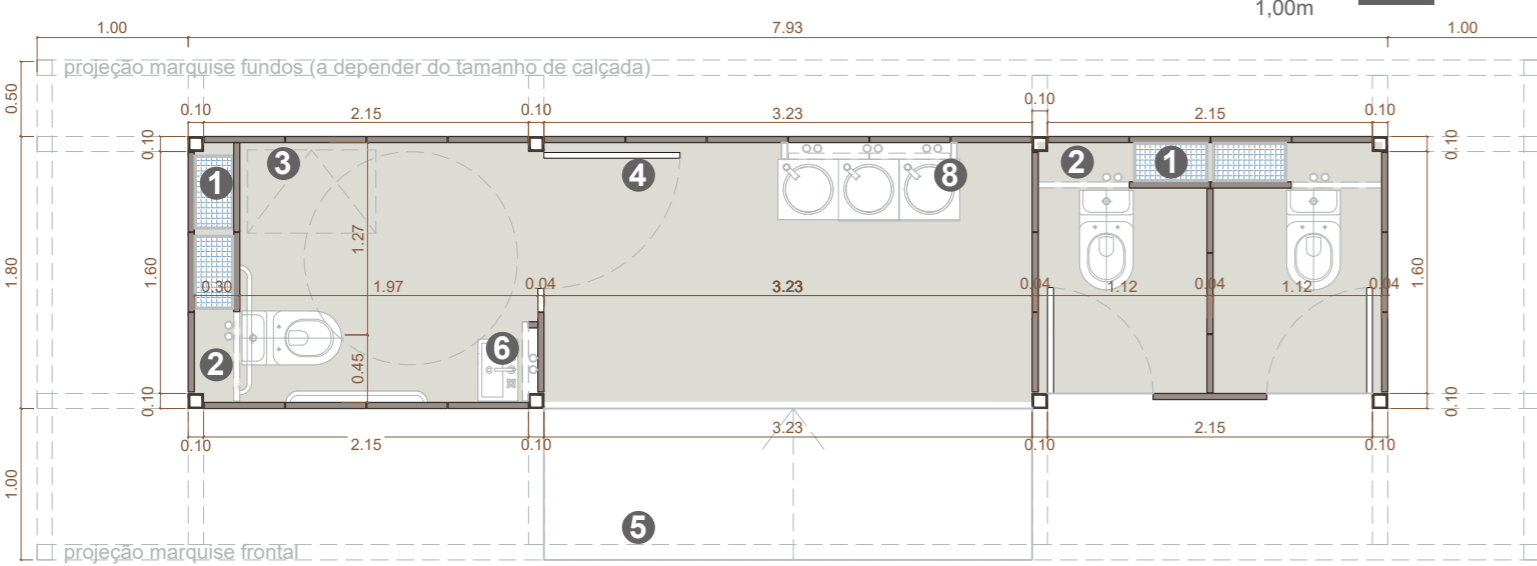 1,00m
1.00 7.93 1.00
projeção marquise fundos (a depender do tamanho de calçada)
0.50
0.10 2.15 0.10 3.23 0.10 2.15 0.10
0.10 0.10
3 4 8 2 1
1
1.27
1.80 1.60 0.30 1.97 0.04 3.23 0.04 1.12 0.04 1.12 0.04 1.60
2 0.45 6
0.10 0.10
0.10 2.15 0.10 3.23 0.10 2.15 0.10
1.00
5
projeção marquise frontal